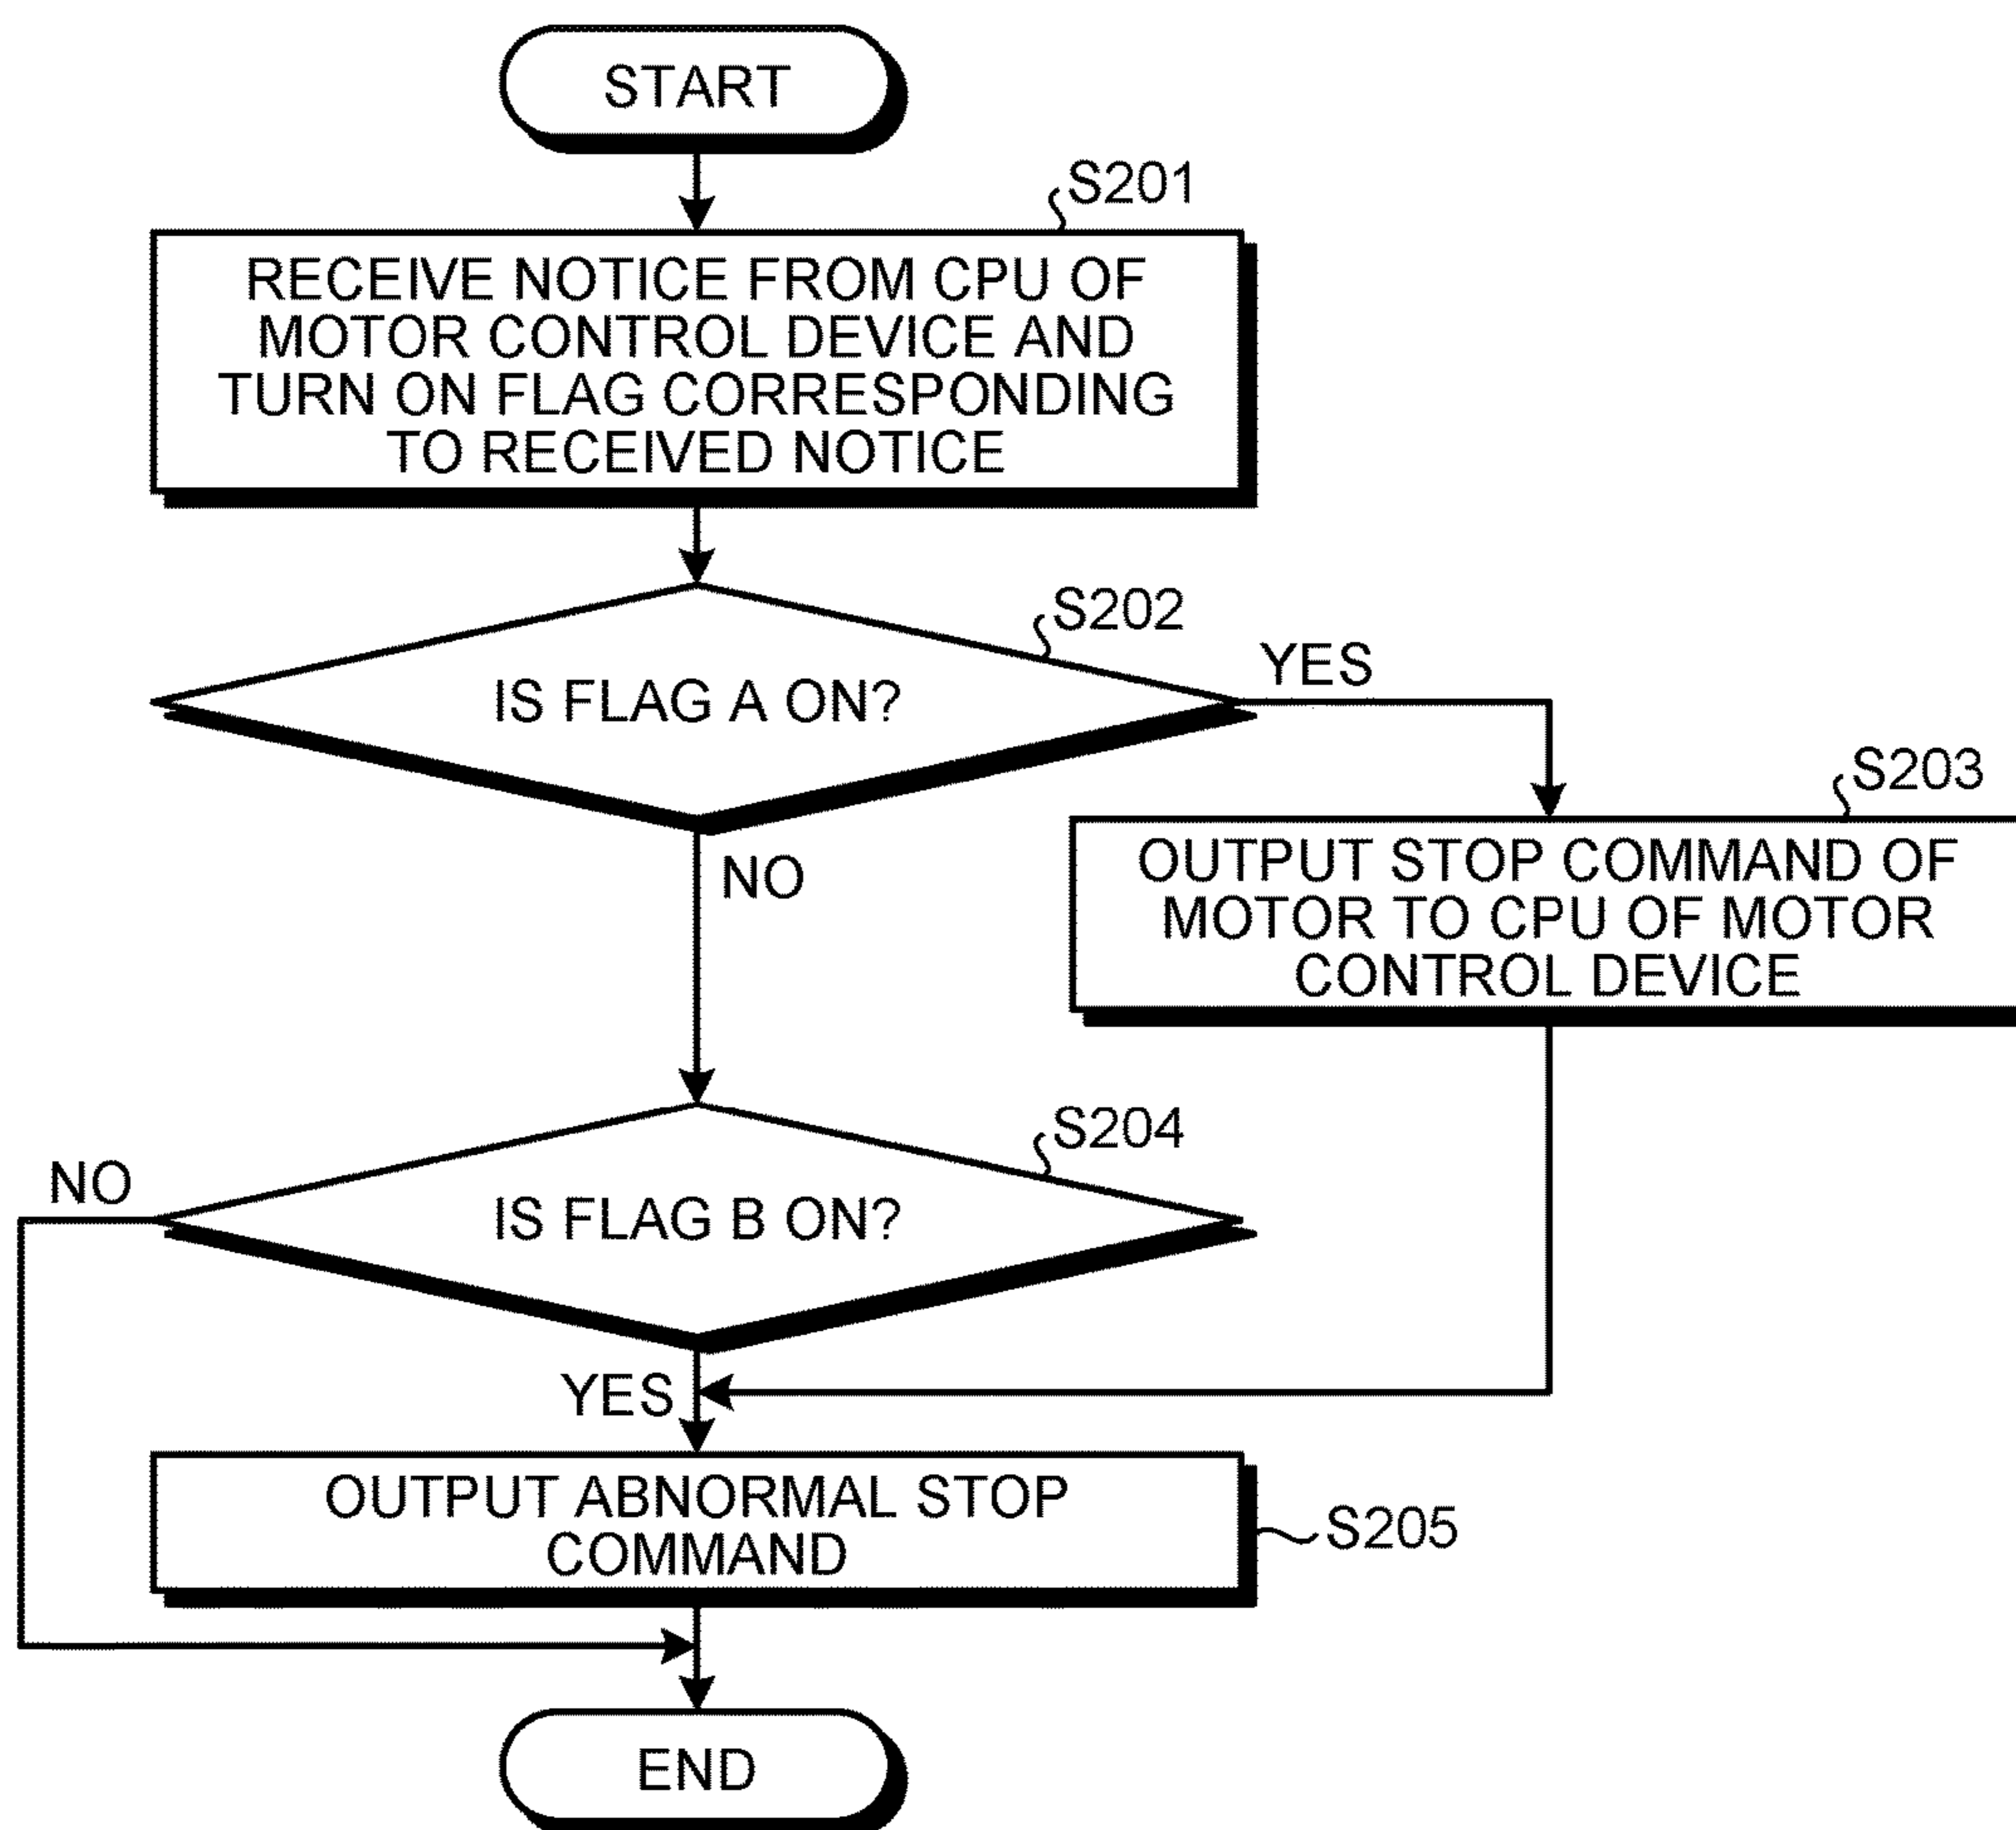 START
S201
RECEIVE NOTICE FROM CPU OF
MOTOR CONTROL DEVICE AND
TURN ON FLAG CORRESPONDING
TO RECEIVED NOTICE
S202
IS FLAG A ON?
YES
NO
S203
OUTPUT STOP COMMAND OF
MOTOR TO CPU OF MOTOR
CONTROL DEVICE
S204
NO
IS FLAG B ON?
YES
OUTPUT ABNORMAL STOP
COMMAND
S205
END